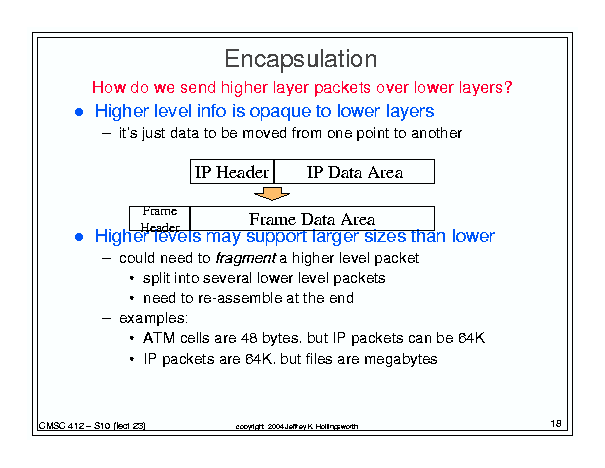 Encapsulation
How do we send higher layer packets over lower layers?
● Higher level info is opaque to lower layers
– it's just data to be moved from one point to another
IP Header IP Data Area
Frame Header Frame Data Area
● Higher levels may support larger sizes than lower
– could need to fragment a higher level packet
• split into several lower level packets
• need to re-assemble at the end
– examples:
• ATM cells are 48 bytes, but IP packets can be 64K
• IP packets are 64K, but files are megabytes
CMSC 412 – S10 (lect 23) copyright 2004 Jeffrey K. Hollingsworth 18